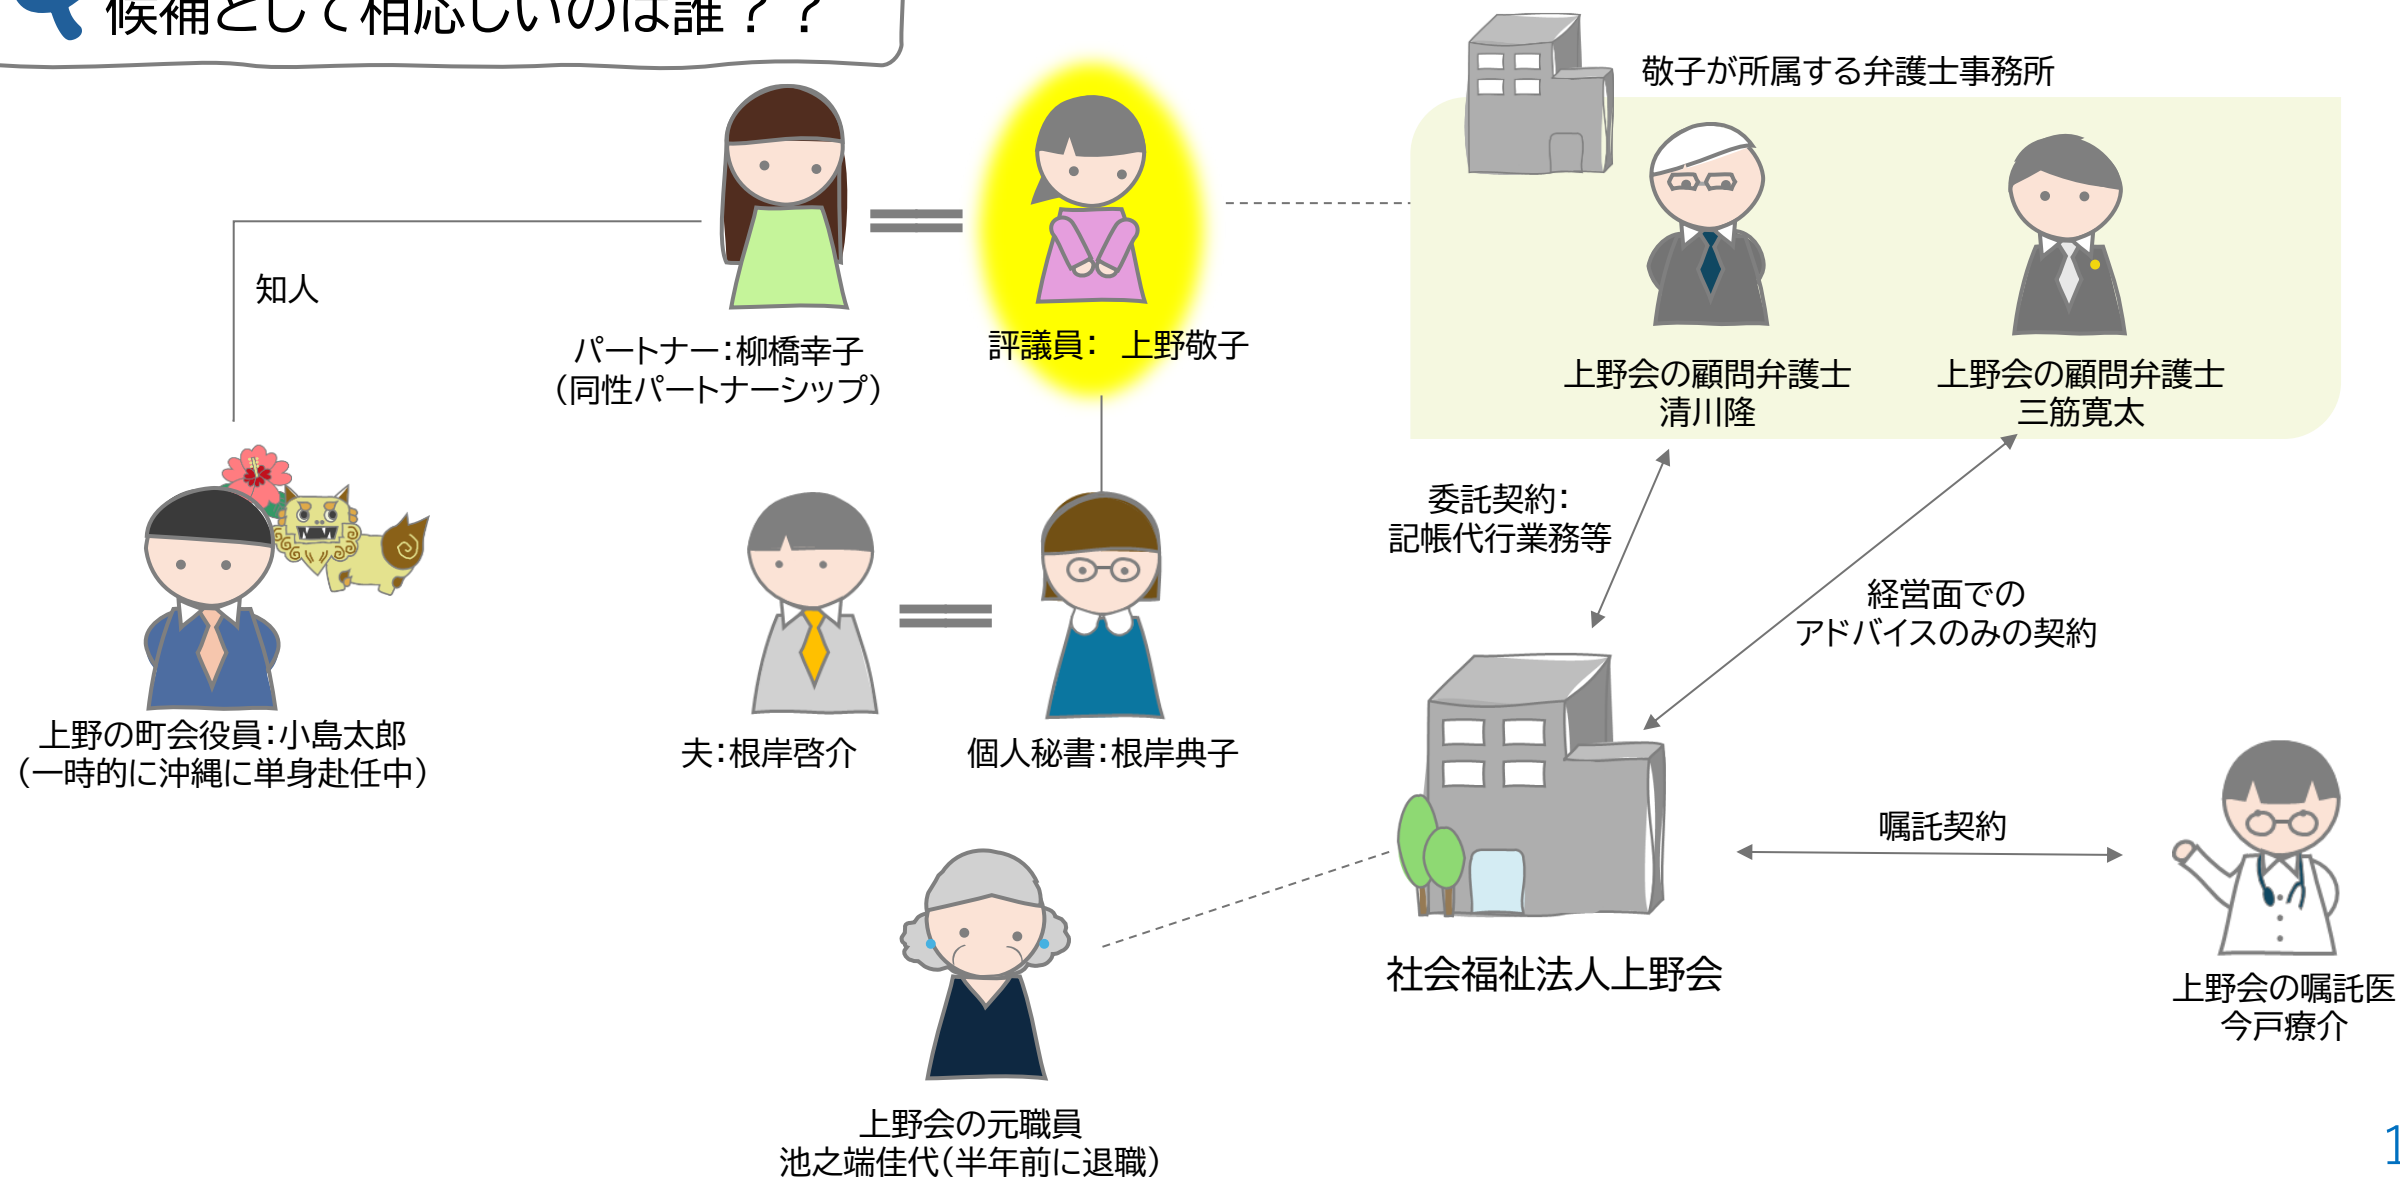 候補として相応しいのは誰？？
敬子が所属する弁護士事務所
知人
パートナー：柳橋幸子
（同性パートナーシップ）
評議員： 上野敬子
上野会の顧問弁護士
清川隆
上野会の顧問弁護士
三筋寛太
委託契約：
記帳代行業務等
経営面での
アドバイスのみの契約
上野の町会役員：小島太郎
（一時的に沖縄に単身赴任中）
夫：根岸啓介
個人秘書：根岸典子
嘱託契約
社会福祉法人上野会
上野会の嘱託医
今戸療介
上野会の元職員
池之端佳代（半年前に退職）
1